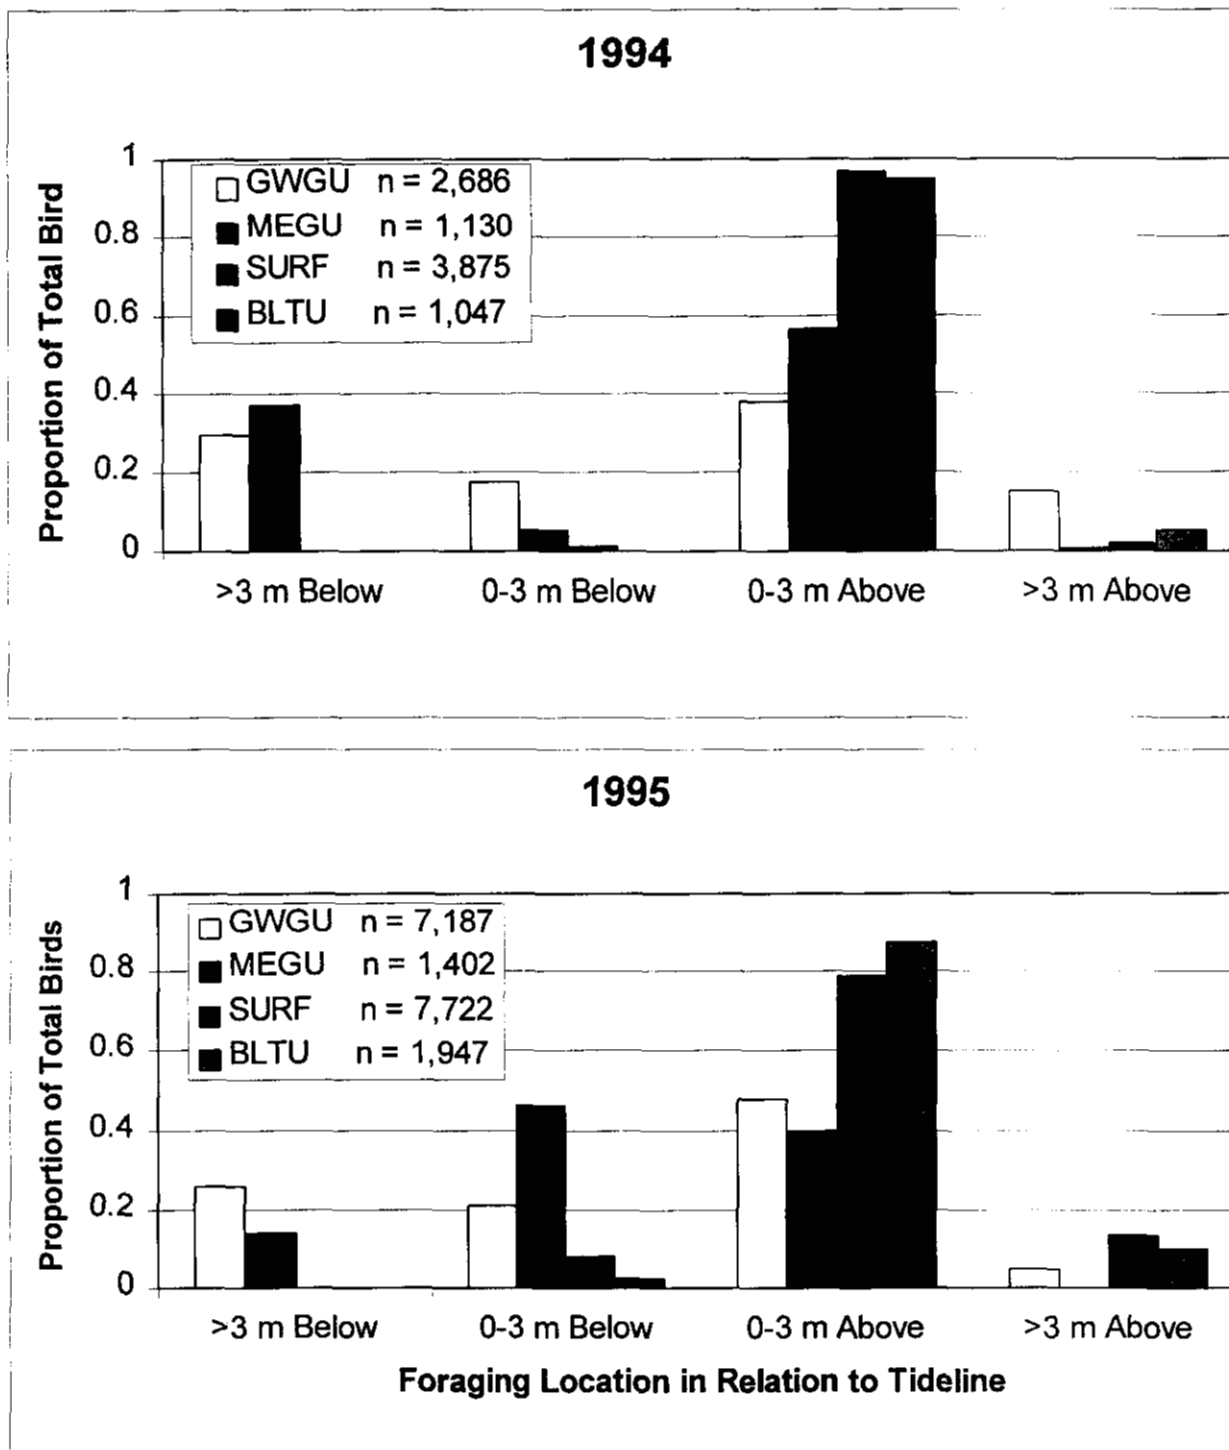 1994
Proportion of Total Bird
1
0.8
0.6
0.4
0.2
0
GWGU n = 2,686
MEGU n = 1,130
SURF n = 3,875
BLTU n = 1,047
>3 m Below 0-3 m Below 0-3 m Above >3 m Above
1995
Proportion of Total Birds
1
0.8
0.6
0.4
0.2
0
GWGU n = 7,187
MEGU n = 1,402
SURF n = 7,722
BLTU n = 1,947
>3 m Below 0-3 m Below 0-3 m Above >3 m Above
Foraging Location in Relation to Tideline